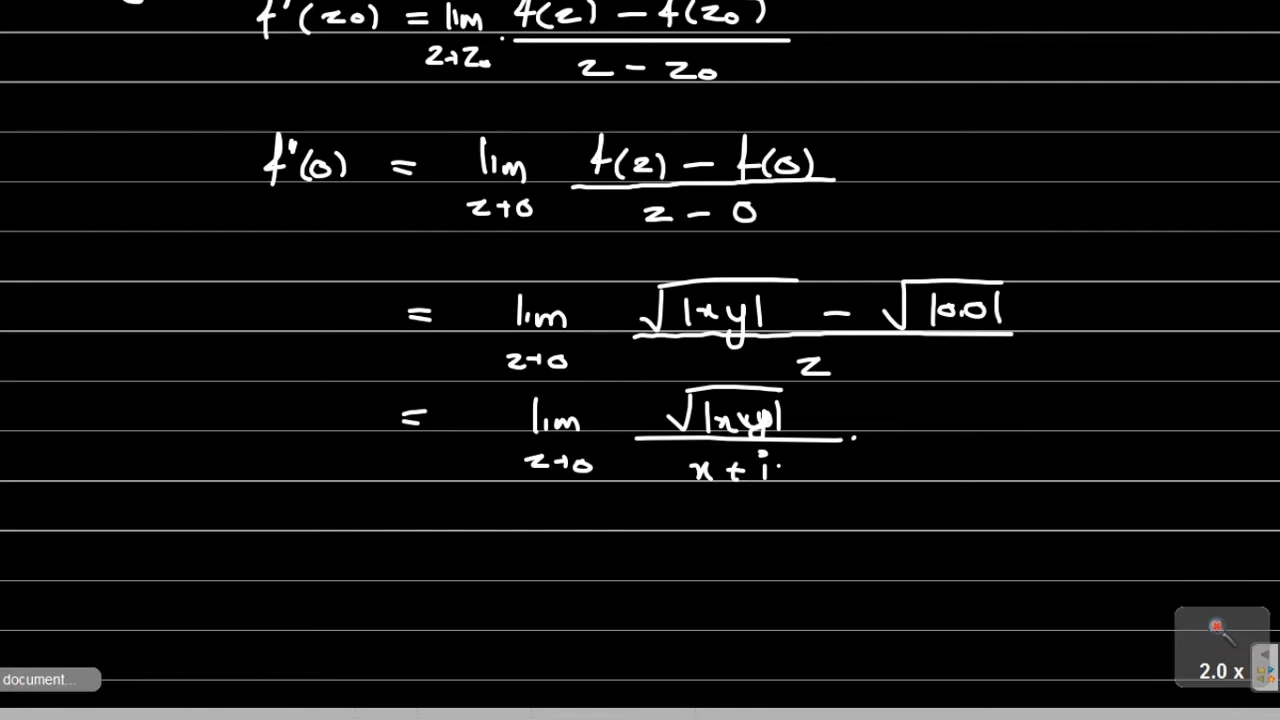 f'(z0) = lim f(z) - f(z0)
z→z0 z - z0
f'(0) = lim f(z) - f(0)
z→0 z - 0
= lim √|xy| - √|0.0|
z→0 z
= lim √|xy|
z→0 x + i
2.0 x
document...